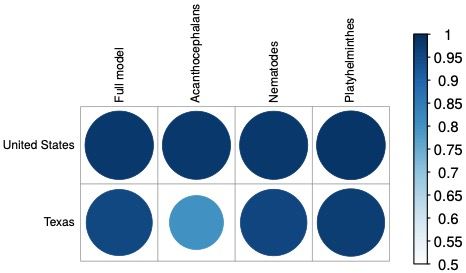 Full model
Acanthocephalans
Nematodes
Platyhelminthes
United States
Texas
1
0.95
0.9
0.85
0.8
0.75
0.7
0.65
0.6
0.55
0.5